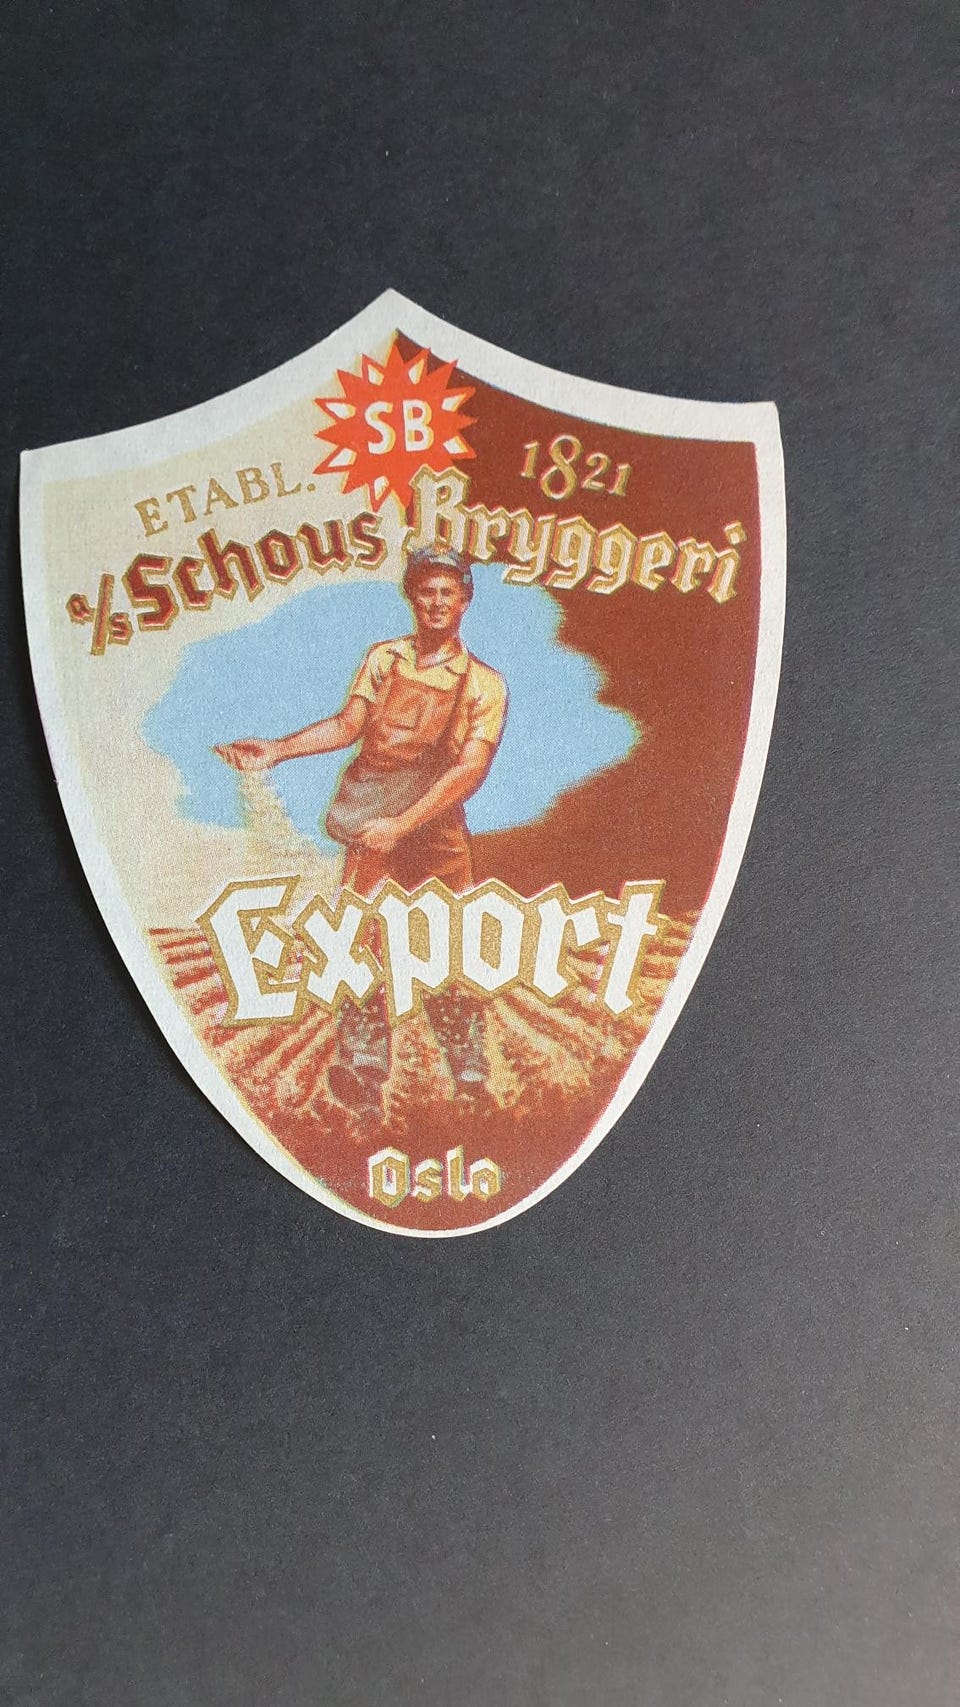 SB
ETABL. 1821
a/s Schous Bryggeri
Export
Oslo